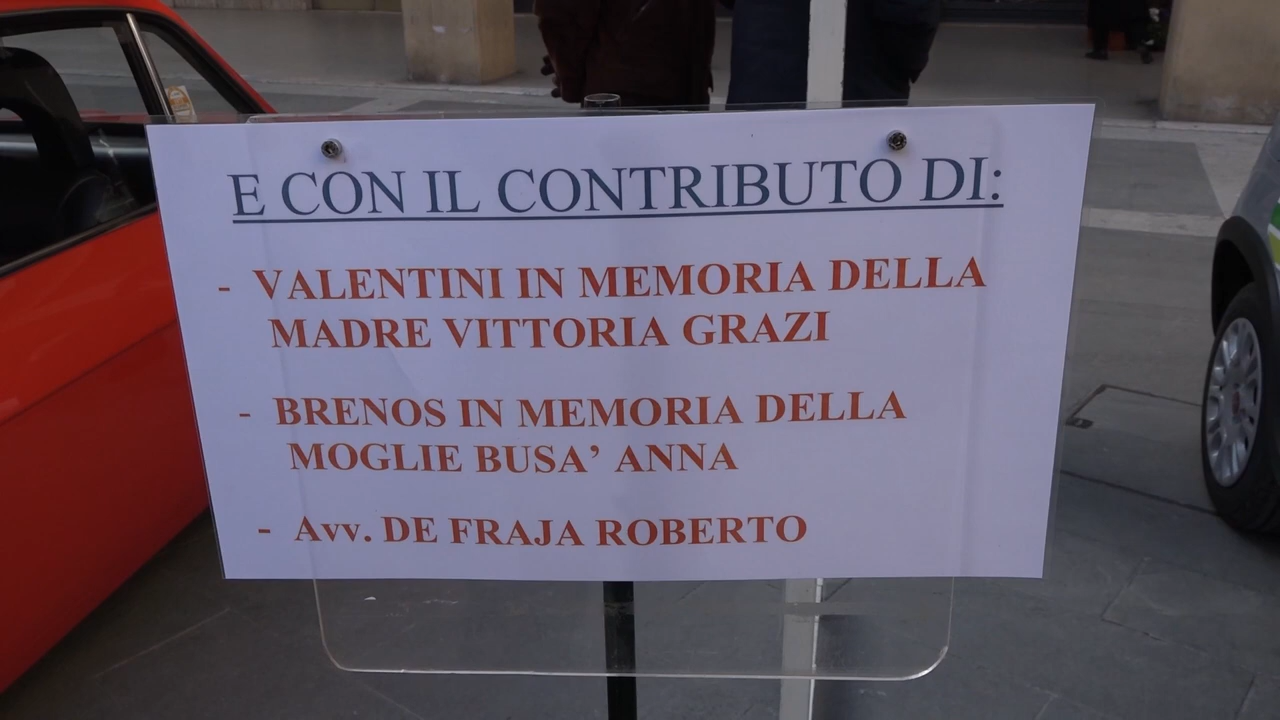 E CON IL CONTRIBUTO DI:
- VALENTINI IN MEMORIA DELLA
MADRE VITTORIA GRAZI
- BRENOS IN MEMORIA DELLA
MOGLIE BUSA’ ANNA
- Avv. DE FRAJA ROBERTO